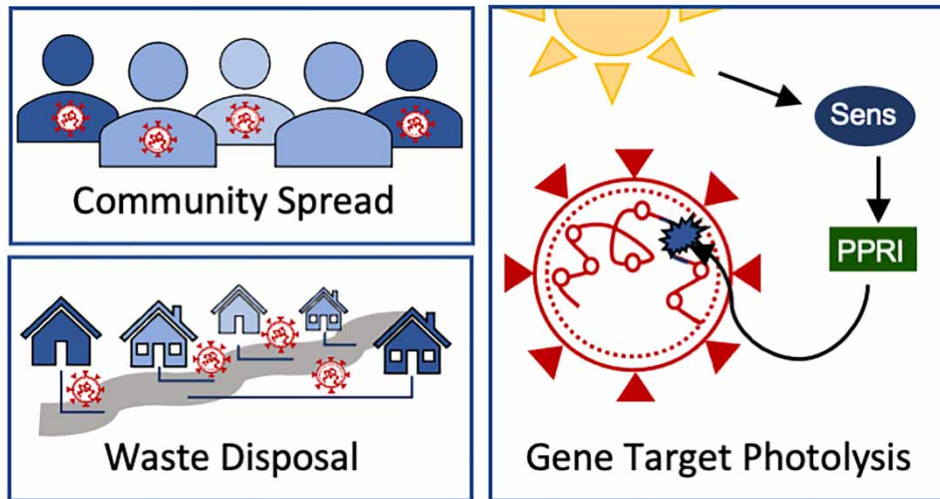 Community Spread
Waste Disposal
Sens
PPRI
Gene Target Photolysis